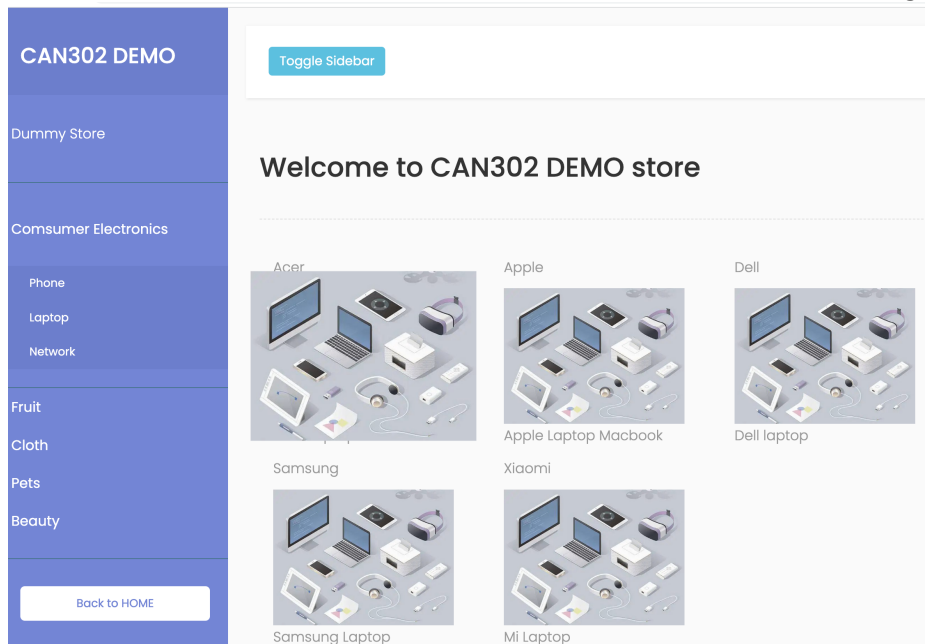 CAN302 DEMO
Toggle Sidebar
Dummy Store
Welcome to CAN302 DEMO store
Comsumer Electronics
Phone
Laptop
Network
Fruit
Cloth
Pets
Beauty
Back to HOME
Acer
Apple
Dell
Apple Laptop Macbook
Dell laptop
Samsung
Xiaomi
Samsung Laptop
Mi Laptop